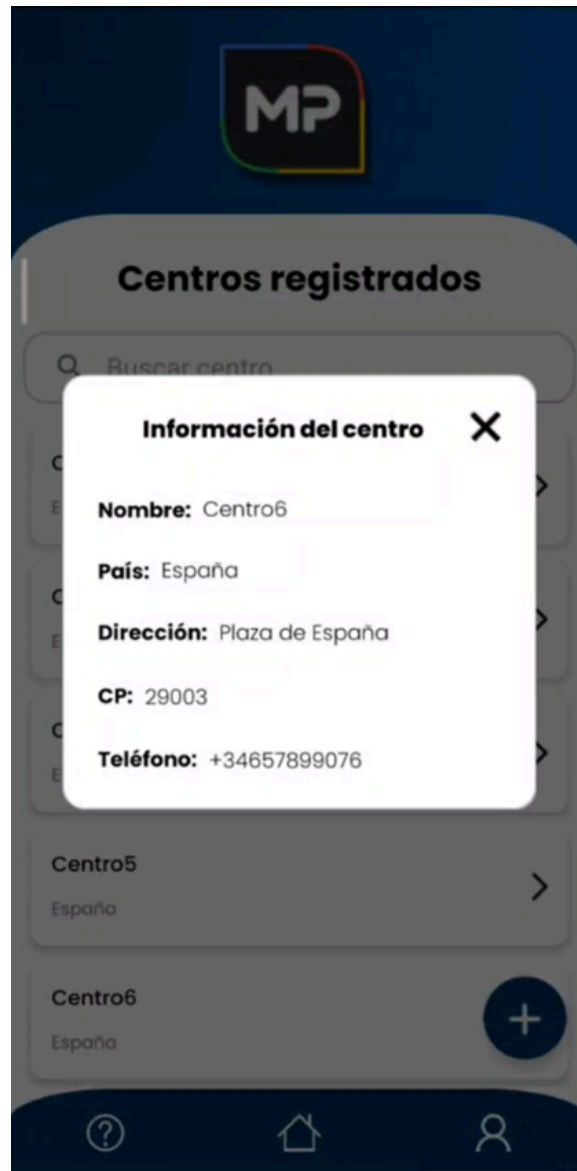 MP
Centros registrados
Buscar centro
Información del centro
Nombre: Centro6
País: España
Dirección: Plaza de España
CP: 29003
Teléfono: +34657899076
Centro5
España
Centro6
España